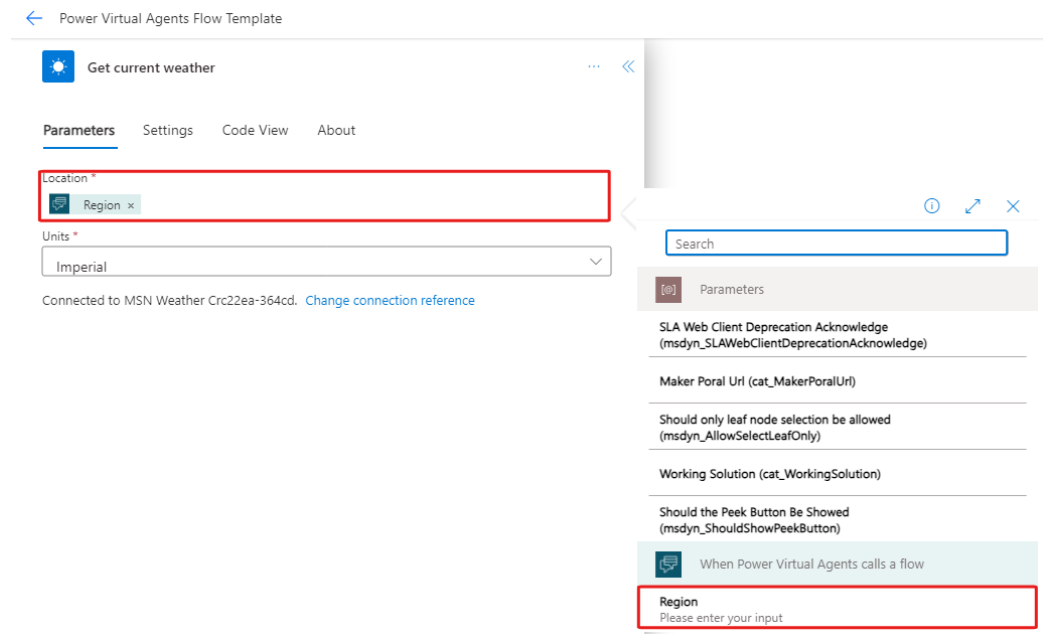 Power Virtual Agents Flow Template
Get current weather
Parameters Settings Code View About
Location *
Region ×
Units *
Imperial
Connected to MSN Weather Crc22ea-364cd. Change connection reference
Search
[@] Parameters
SLA Web Client Deprecation Acknowledge
(msdyn_SLAWebClientDeprecationAcknowledge)
Maker Poral Url (cat_MakerPoralUrl)
Should only leaf node selection be allowed
(msdyn_AllowSelectLeafOnly)
Working Solution (cat_WorkingSolution)
Should the Peek Button Be Showed
(msdyn_ShouldShowPeekButton)
When Power Virtual Agents calls a flow
Region
Please enter your input